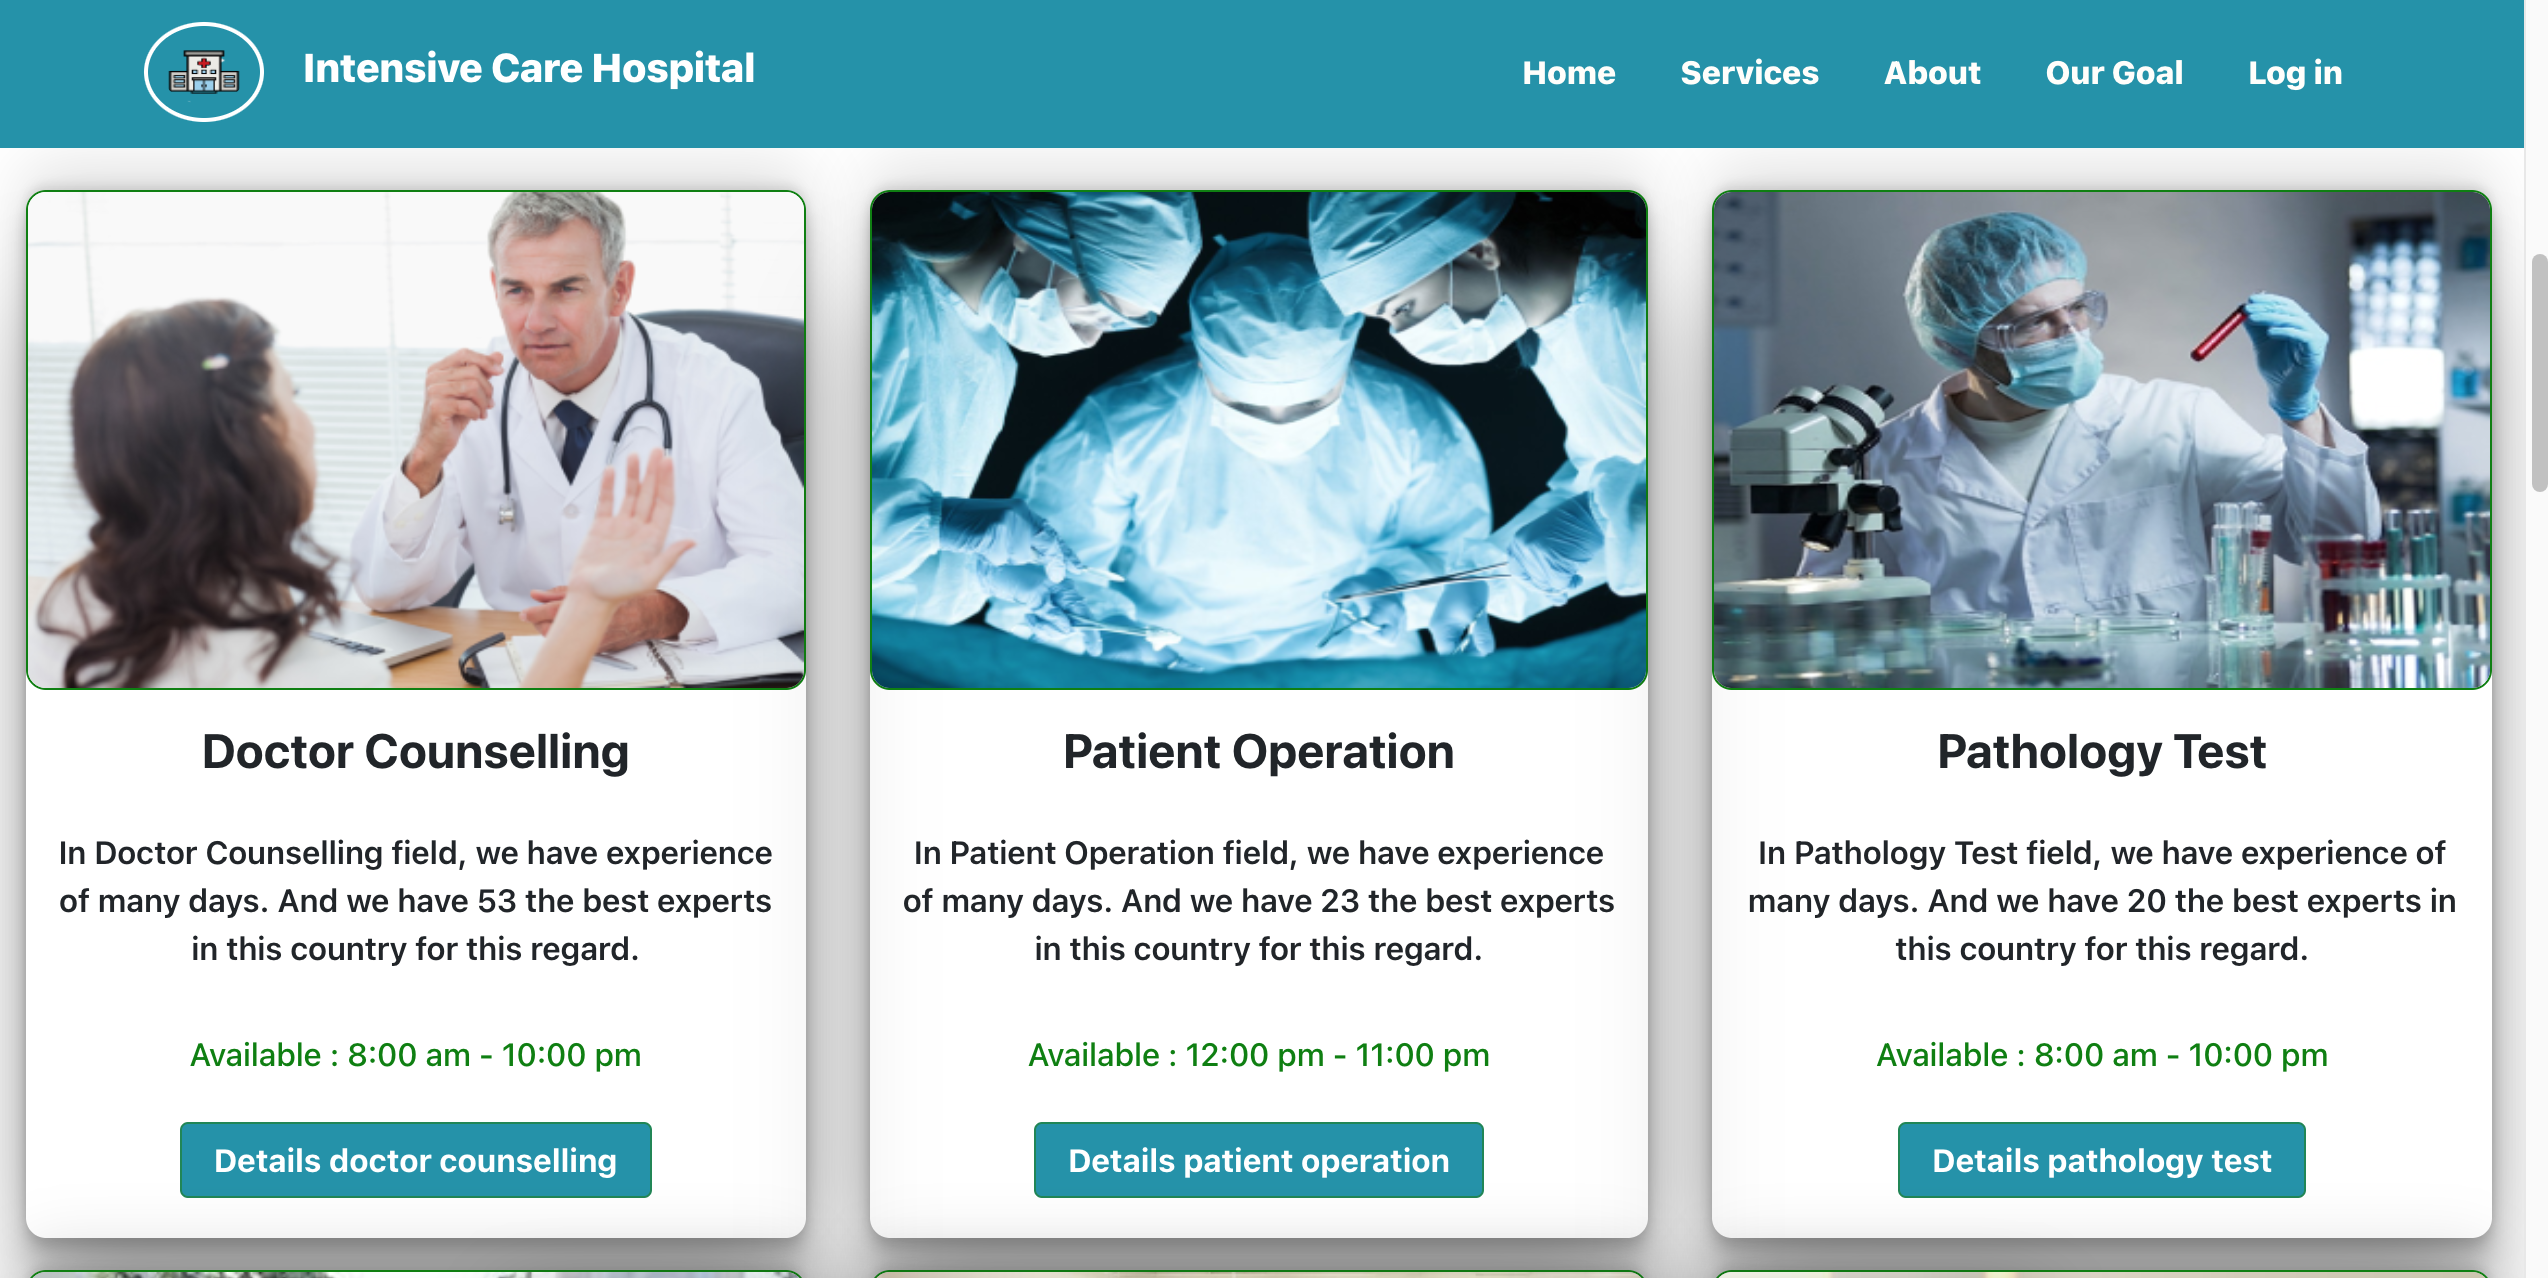 Intensive Care Hospital
Home
Services
About
Our Goal
Log in
Doctor Counselling
In Doctor Counselling field, we have experience
of many days. And we have 53 the best experts
in this country for this regard.
Available : 8:00 am - 10:00 pm
Details doctor counselling
Patient Operation
In Patient Operation field, we have experience
of many days. And we have 23 the best experts
in this country for this regard.
Available : 12:00 pm - 11:00 pm
Details patient operation
Pathology Test
In Pathology Test field, we have experience of
many days. And we have 20 the best experts in
this country for this regard.
Available : 8:00 am - 10:00 pm
Details pathology test